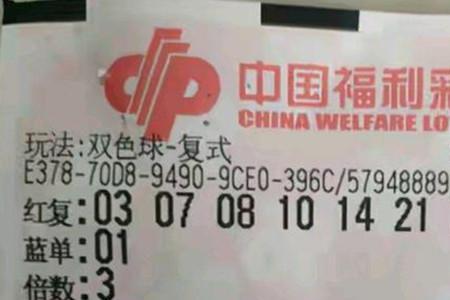 中国福利彩
CHINA WELFARE LO
玩法:双色球-复式
E378-70D8-9490-9CE0-396C/57948889
红复:03 07 08 10 14 21
蓝单:01
倍数:3